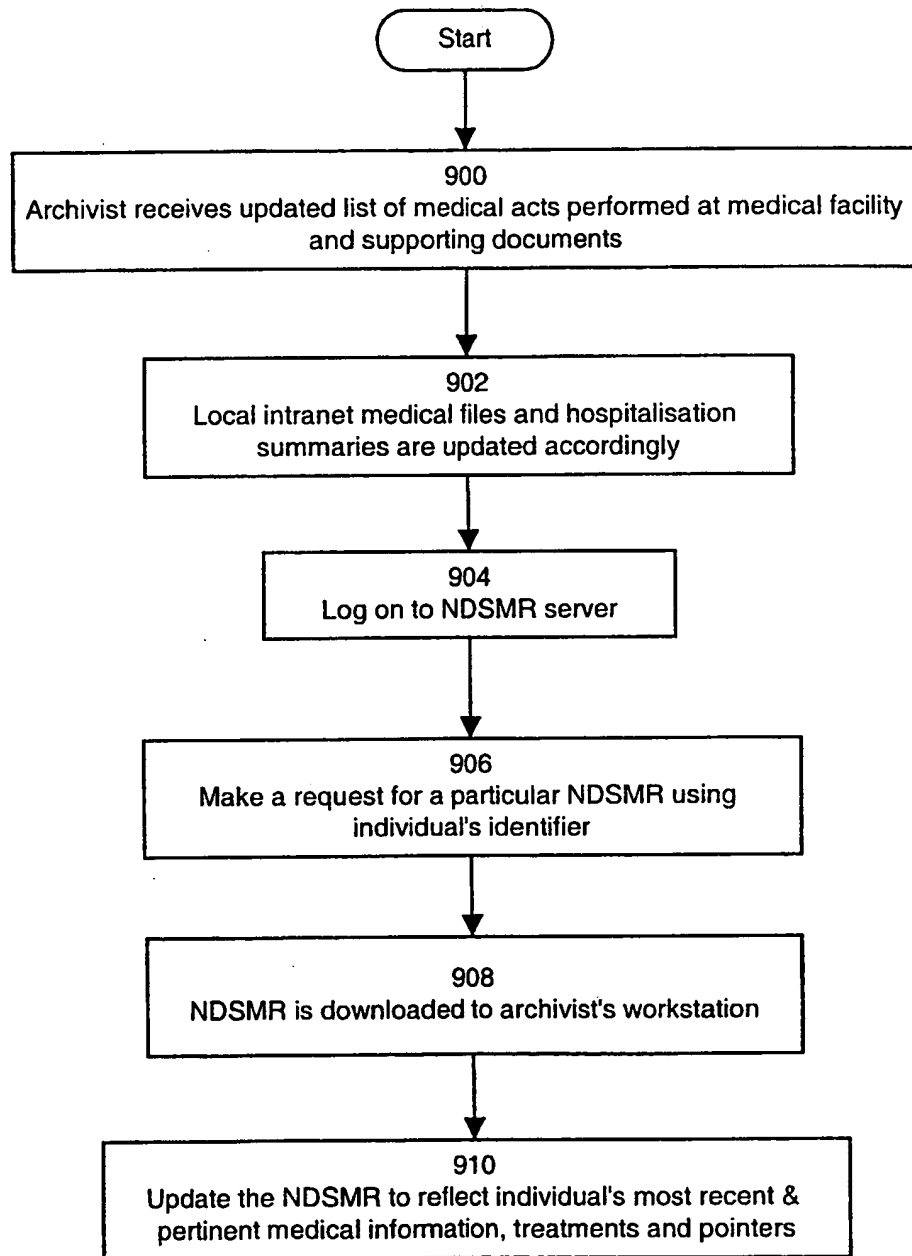 Start
900
Archivist receives updated list of medical acts performed at medical facility
and supporting documents
902
Local intranet medical files and hospitalisation
summaries are updated accordingly
904
Log on to NDSMR server
906
Make a request for a particular NDSMR using
individual's identifier
908
NDSMR is downloaded to archivist's workstation
910
Update the NDSMR to reflect individual's most recent &
pertinent medical information, treatments and pointers